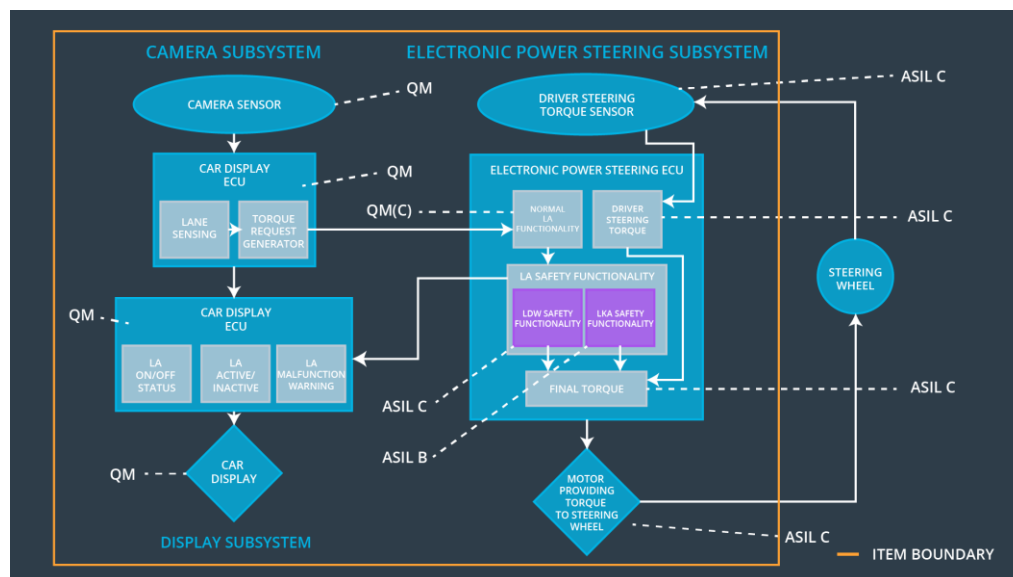 CAMERA SUBSYSTEM
ELECTRONIC POWER STEERING SUBSYSTEM
CAMERA SENSOR
QM
DRIVER STEERING
TORQUE SENSOR
ASIL C
CAR DISPLAY
ECU
QM
LANE
SENSING
TORQUE
REQUEST
GENERATOR
QM(C)
ELECTRONIC POWER STEERING ECU
NORMAL
LA
FUNCTIONALITY
DRIVER
STEERING
TORQUE
ASIL C
LA SAFETY FUNCTIONALITY
LDW SAFETY
FUNCTIONALITY
LKA SAFETY
FUNCTIONALITY
STEERING
WHEEL
QM
CAR DISPLAY
ECU
LA
ON/OFF
STATUS
LA
ACTIVE/
INACTIVE
LA
MALFUNCTION
WARNING
FINAL TORQUE
ASIL C
ASIL C
ASIL B
QM
CAR
DISPLAY
MOTOR
PROVIDING
TORQUE
TO STEERING
WHEEL
ASIL C
DISPLAY SUBSYSTEM
ITEM BOUNDARY